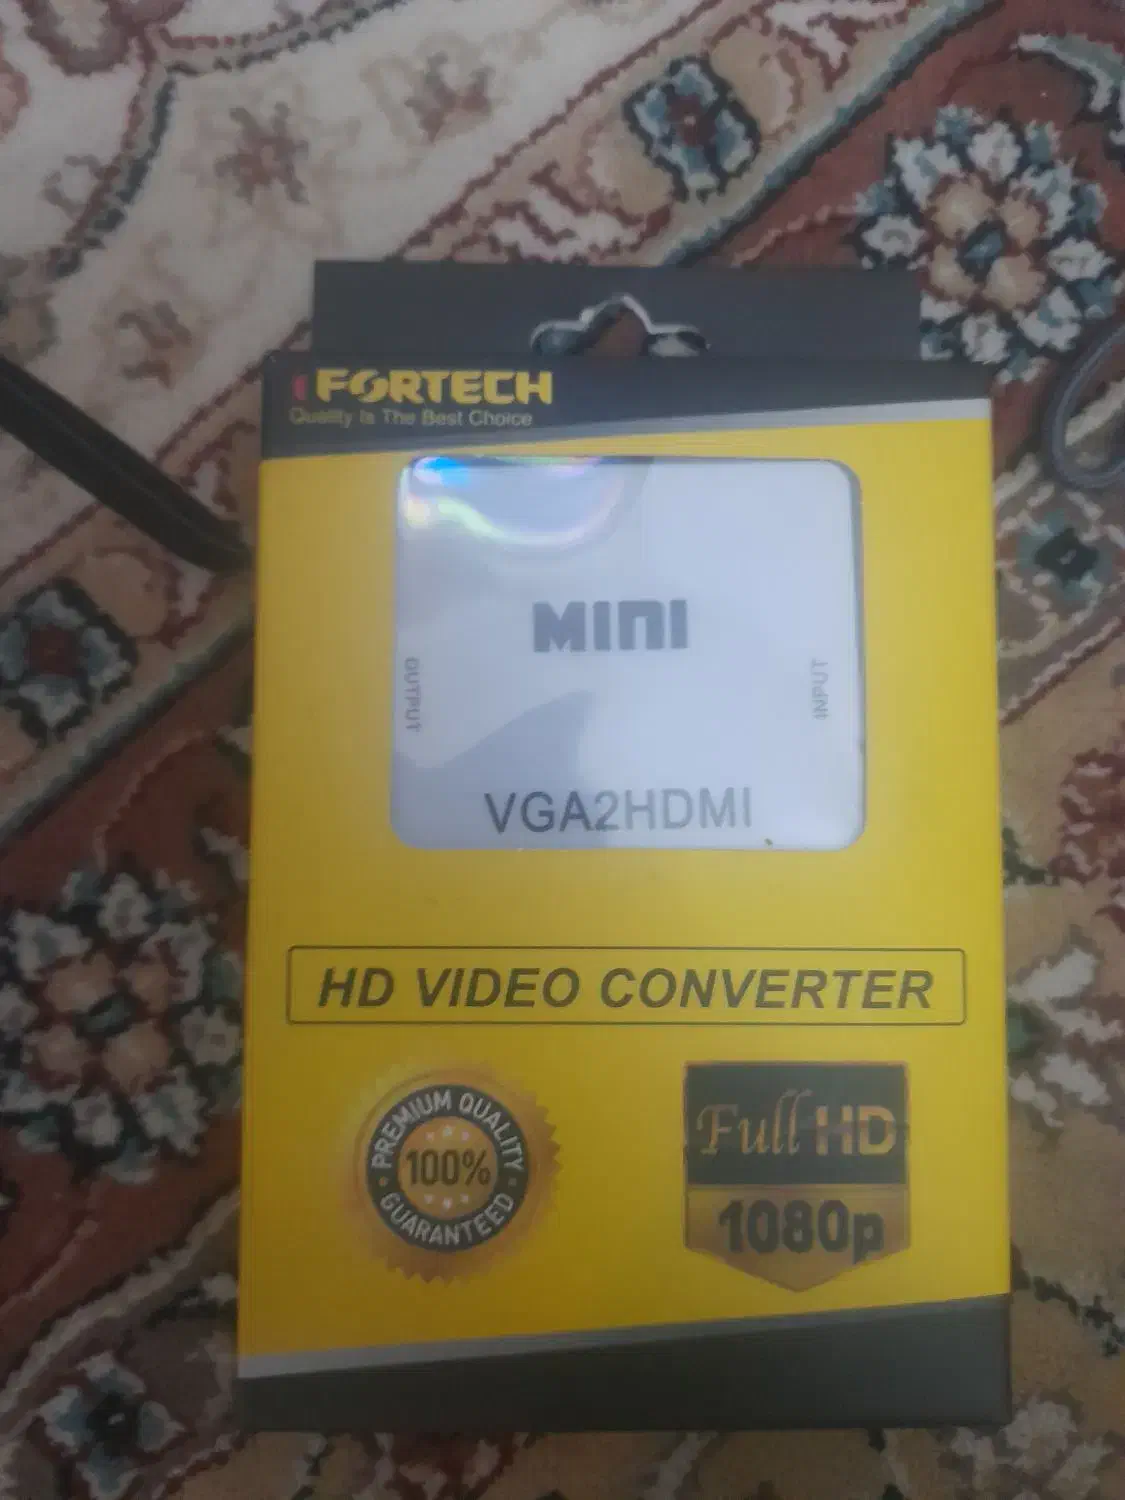 FORTECH
Quality Is The Best Choice
MINI
OUTPUT
INPUT
VGA2HDMI
HD VIDEO CONVERTER
PREMIUM QUALITY
100%
GUARANTEED
Full HD
1080p